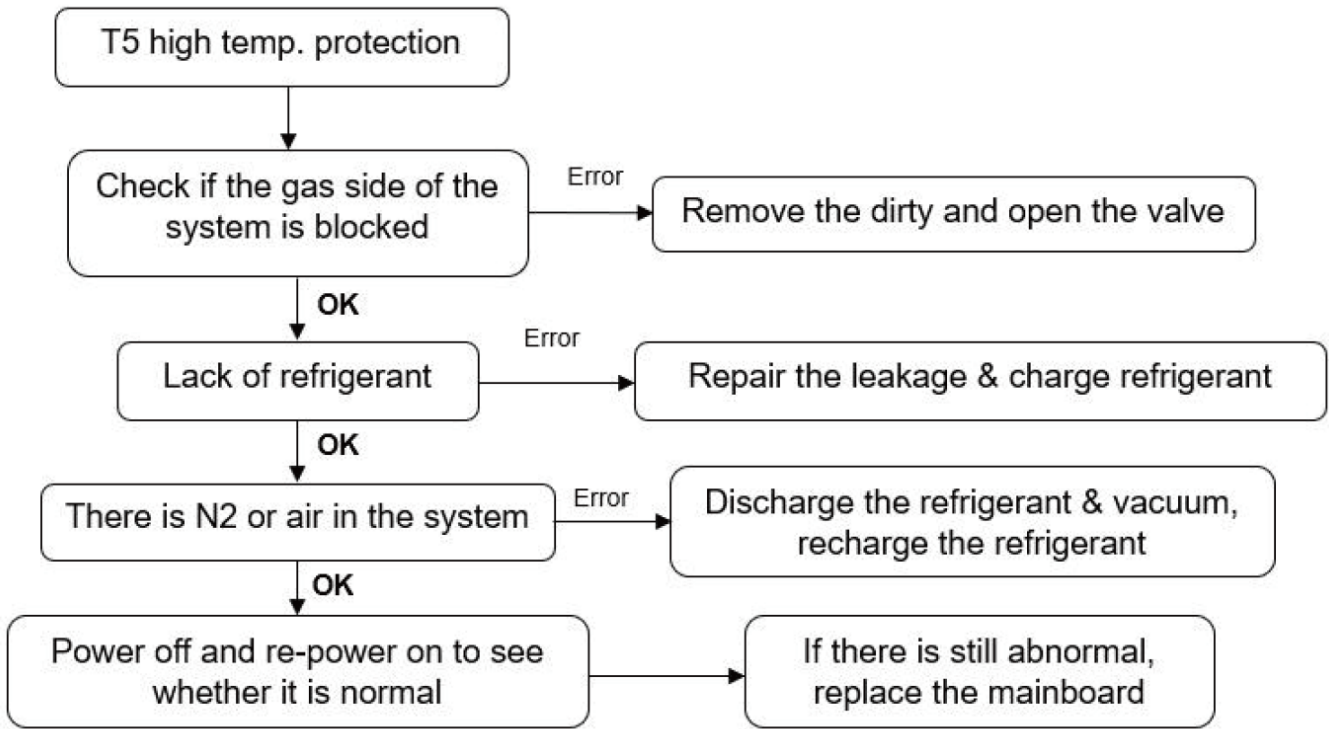 T5 high temp. protection
Check if the gas side of the
system is blocked
Error
Remove the dirty and open the valve
OK
Lack of refrigerant
Error
Repair the leakage & charge refrigerant
OK
There is N2 or air in the system
Error
Discharge the refrigerant & vacuum,
recharge the refrigerant
OK
Power off and re-power on to see
whether it is normal
If there is still abnormal,
replace the mainboard